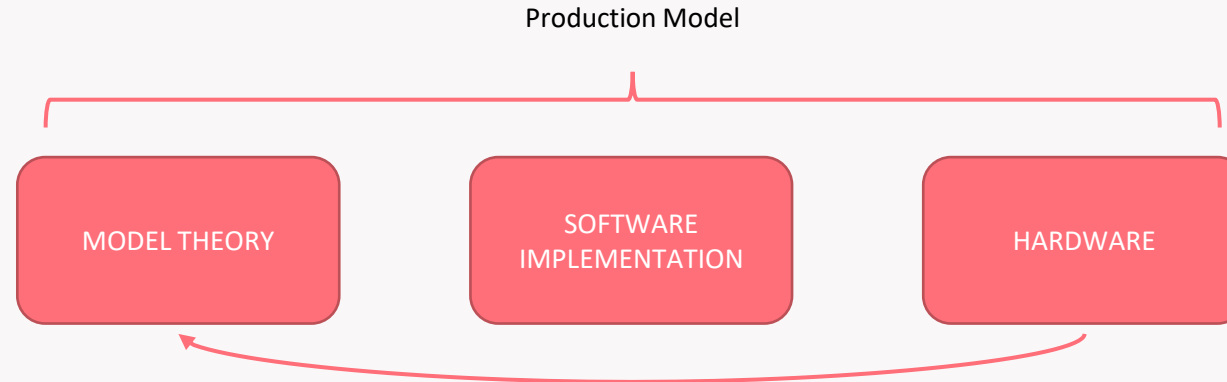 Production Model
MODEL THEORY
SOFTWARE
IMPLEMENTATION
HARDWARE